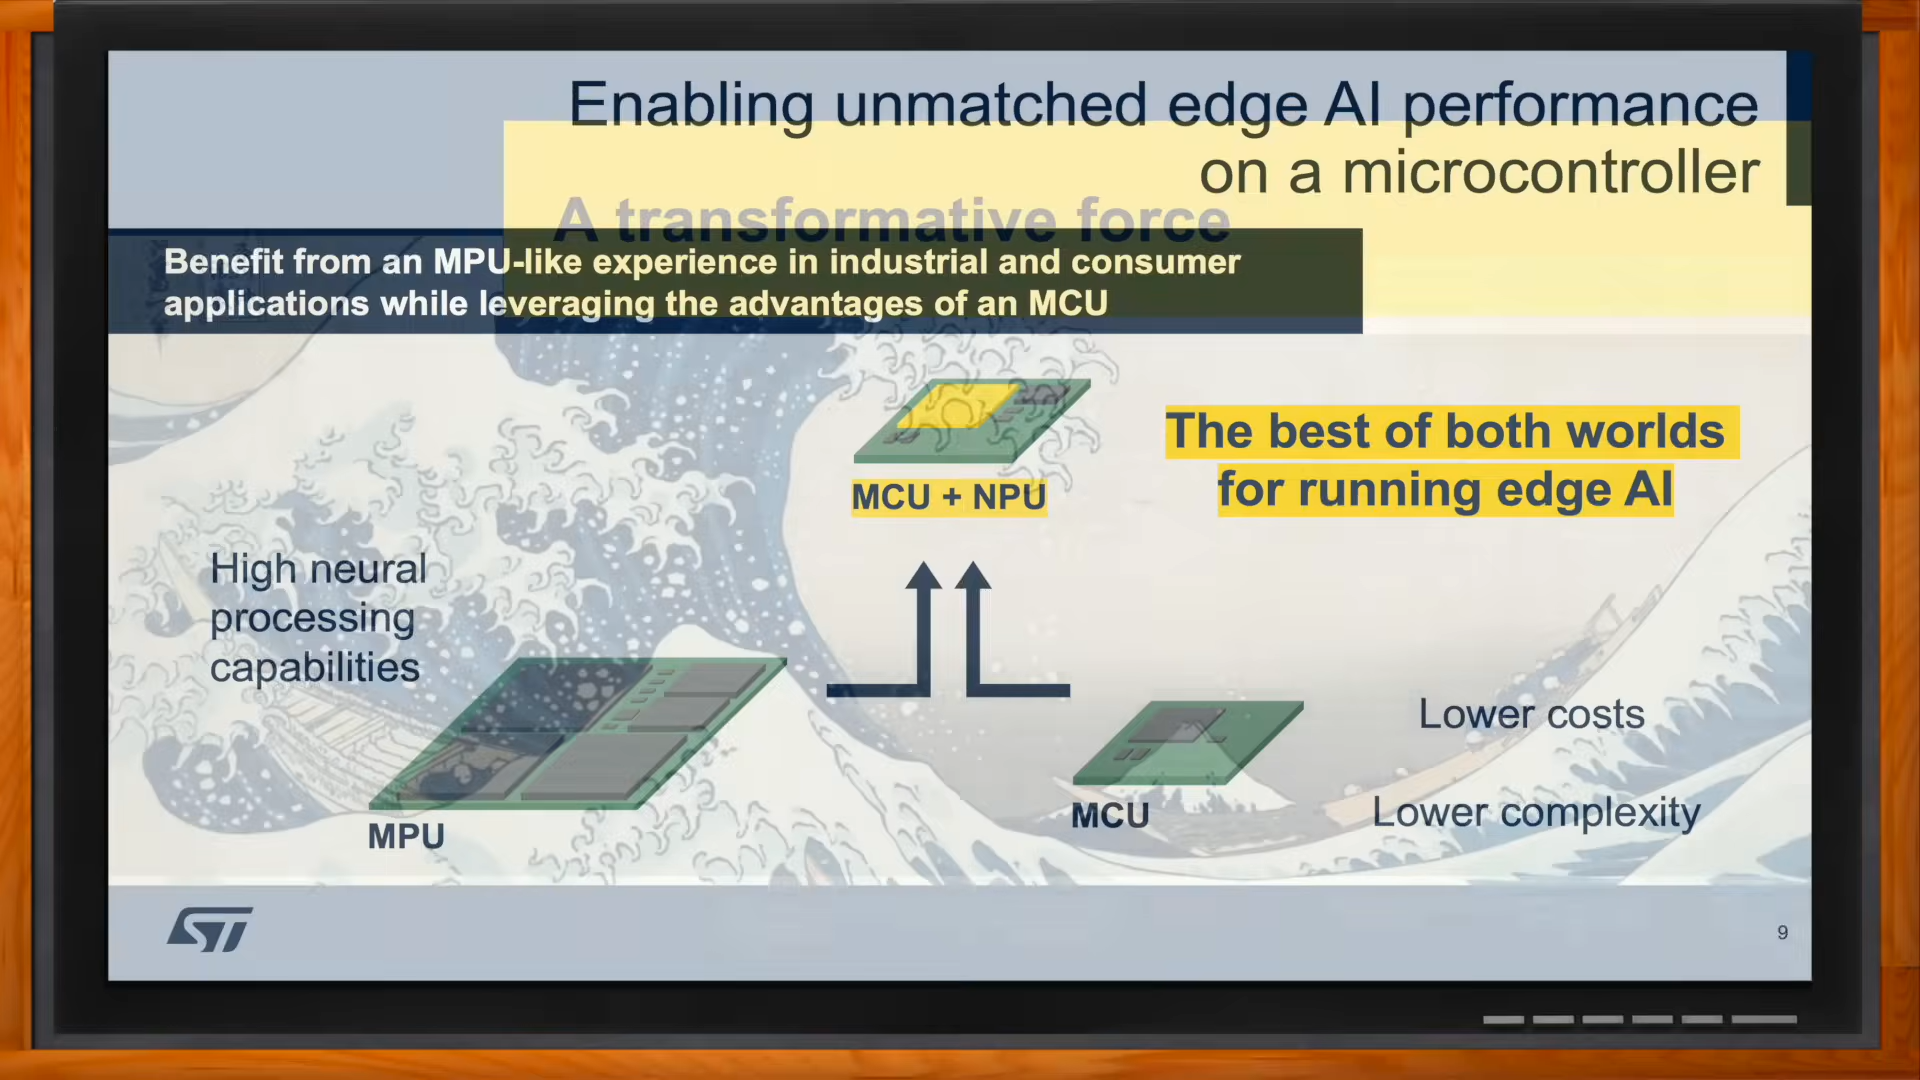 Enabling unmatched edge AI performance
on a microcontroller
A transformative force
Benefit from an MPU-like experience in industrial and consumer
applications while leveraging the advantages of an MCU
The best of both worlds
for running edge AI
MCU + NPU
High neural
processing
capabilities
MPU
MCU
Lower costs
Lower complexity
ST
9